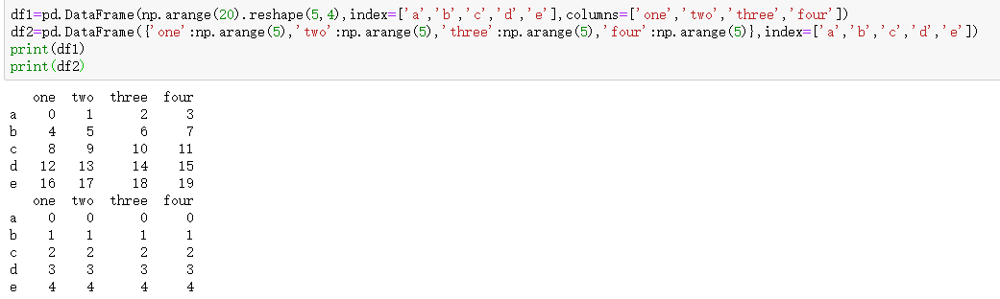 df1=pd.DataFrame(np.arange(20).reshape(5,4),index=['a','b','c','d','e'],columns=['one','two','three','four'])
df2=pd.DataFrame({'one':np.arange(5),'two':np.arange(5),'three':np.arange(5),'four':np.arange(5)},index=['a','b','c','d','e'])
print(df1)
print(df2)
   one  two  three  four
a    0    1      2     3
b    4    5      6     7
c    8    9     10    11
d   12   13     14    15
e   16   17     18    19
   one  two  three  four
a    0    0      0     0
b    1    1      1     1
c    2    2      2     2
d    3    3      3     3
e    4    4      4     4